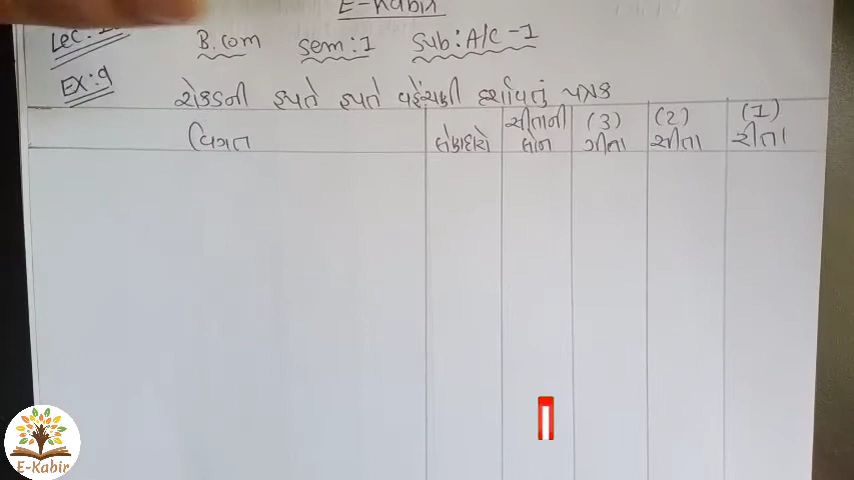 E-Kabir
Lec:
B.com Sem:1 Sub:A/C-1
Ex:9
રોકડની હપતે હપતે વહેંચણી દર્શાવતું પત્રક
વિગત લેણદારો સીતાની લોન (3) ગીતા (2) સીતા (1) રીતા
E-Kabir